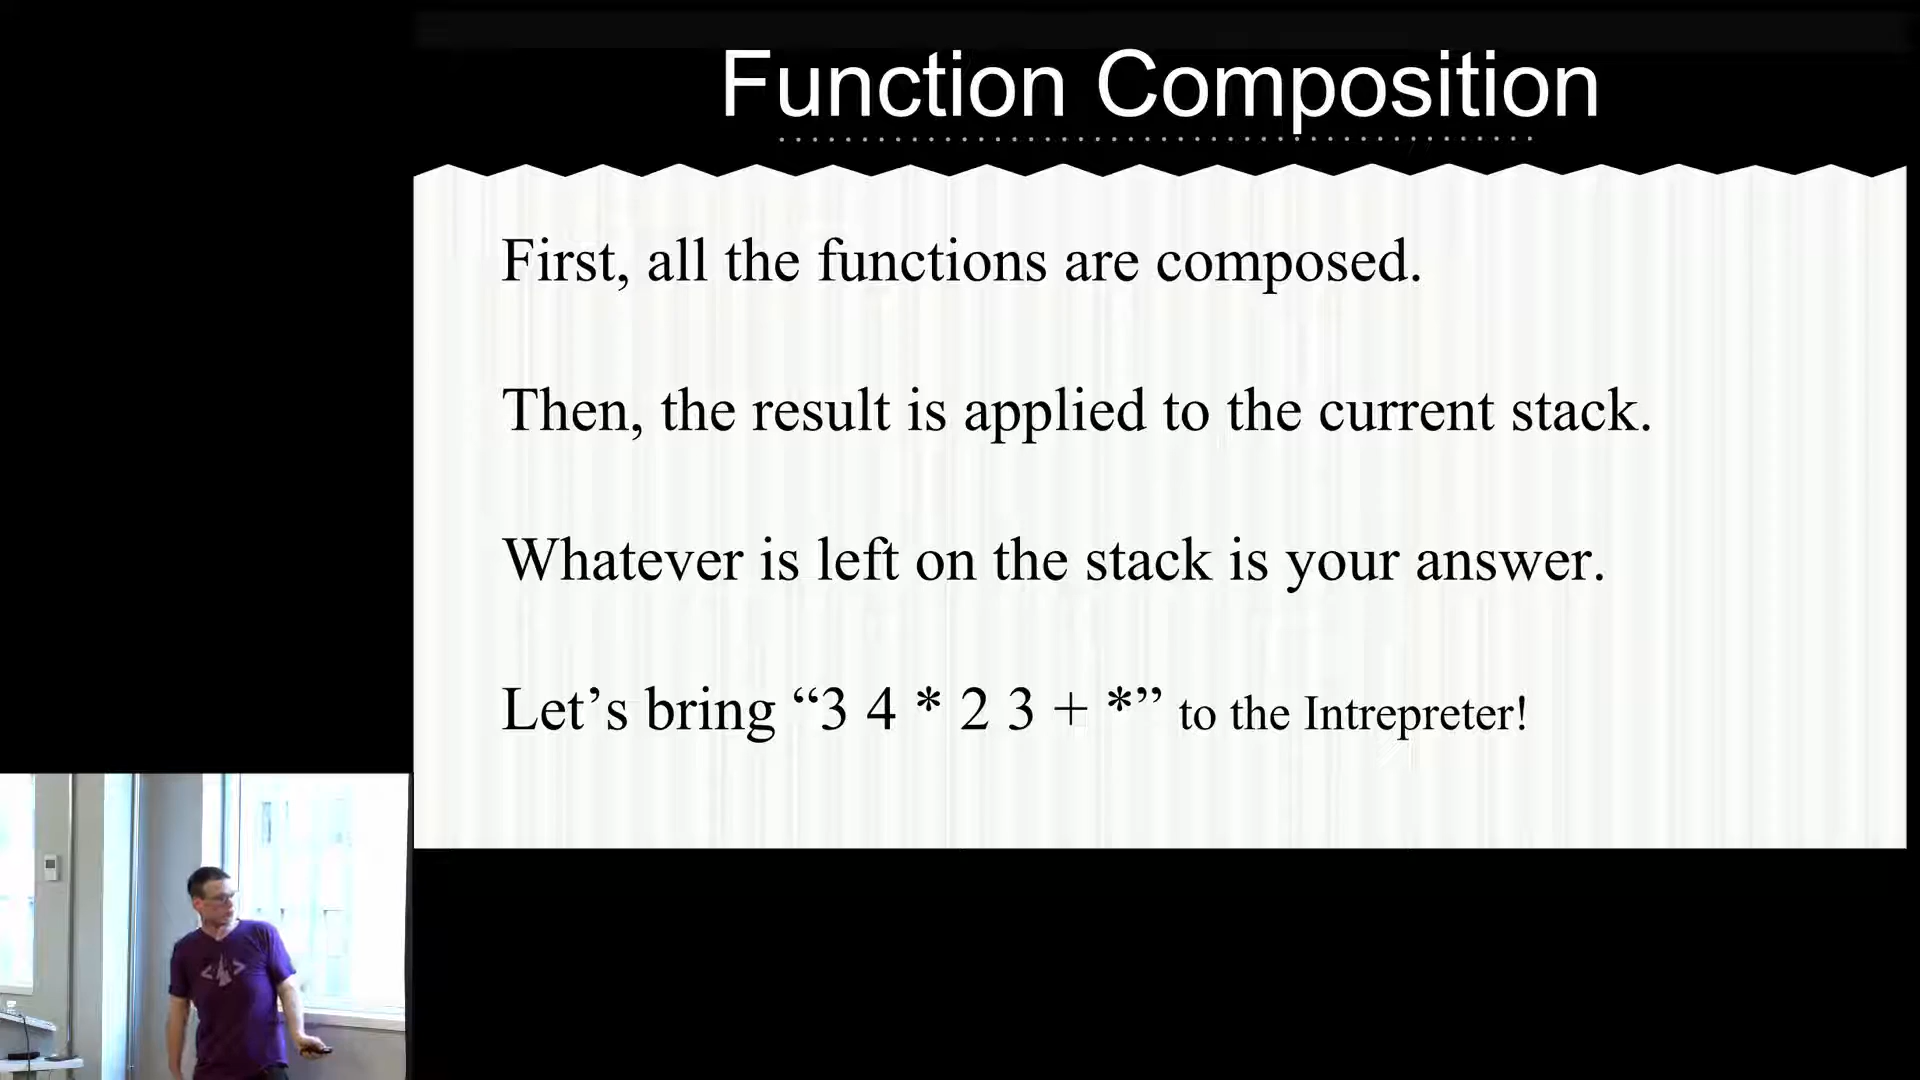 Function Composition
First, all the functions are composed.
Then, the result is applied to the current stack.
Whatever is left on the stack is your answer.
Let’s bring “3 4 * 2 3 + *” to the Intrepreter!